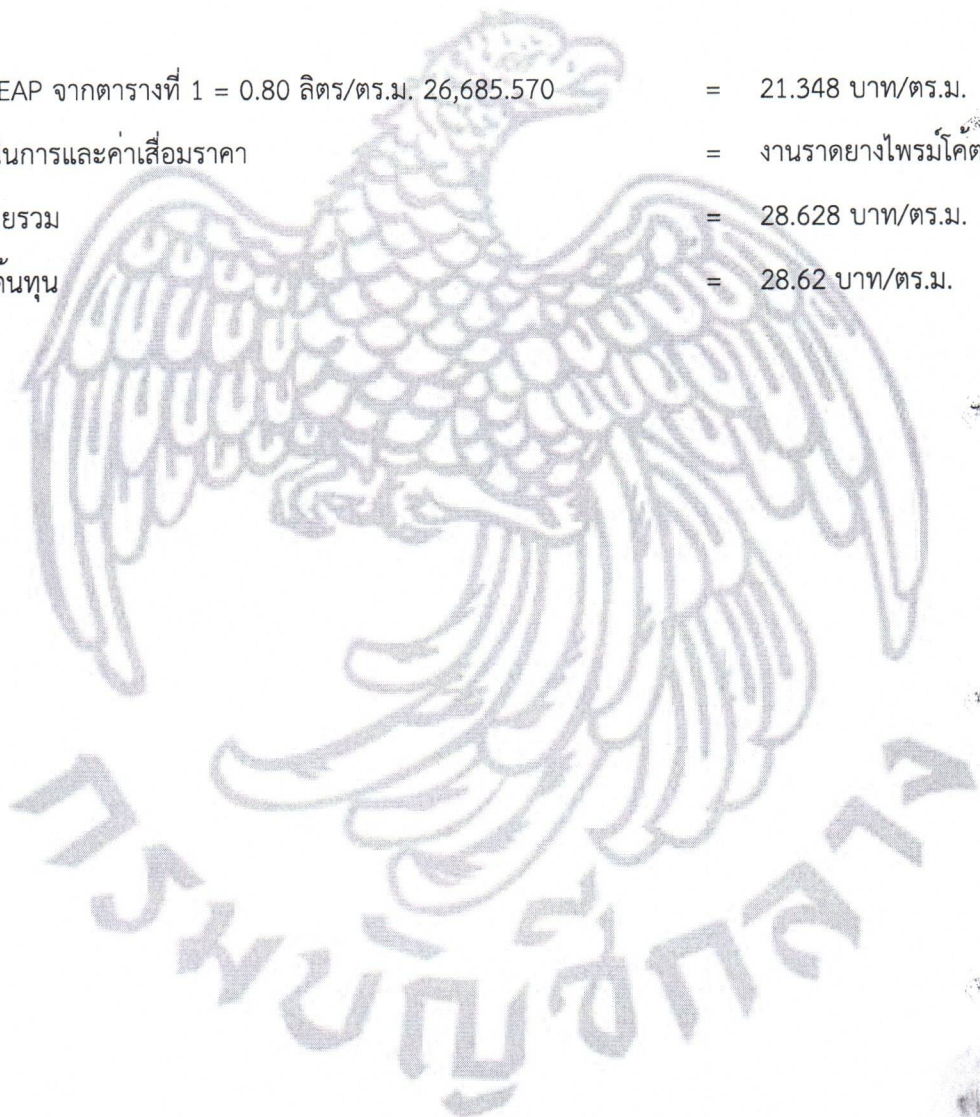 EAP จากตารางที่ 1 = 0.80 ลิตร/ตร.ม. 26,685.570 = 21.348 บาท/ตร.ม.
นินการและค่าเสื่อมราคา = งานราดยางไพรม์โค้ต
ยรวม = 28.628 บาท/ตร.ม.
ต้นทุน = 28.62 บาท/ตร.ม.
กรมบัญชีกลาง